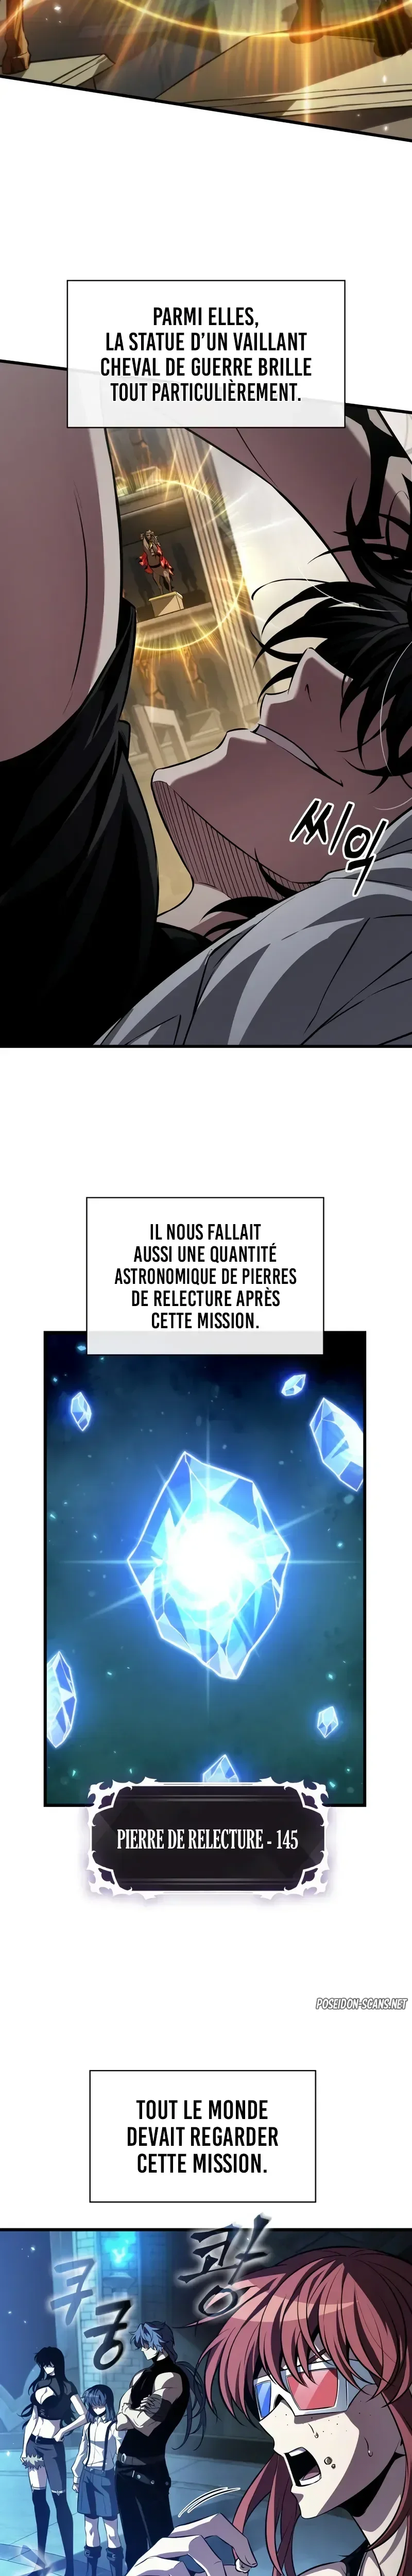 PARMI ELLES,
LA STATUE D'UN VAILLANT
CHEVAL DE GUERRE BRILLE
TOUT PARTICULIÈREMENT.
씨익
IL NOUS FALLAIT
AUSSI UNE QUANTITÉ
ASTRONOMIQUE DE PIERRES
DE RELECTURE APRÈS
CETTE MISSION.
PIERRE DE RELECTURE - 145
POSEIDON-SCANS.NET
TOUT LE MONDE
DEVAIT REGARDER
CETTE MISSION.
쿵
쾅